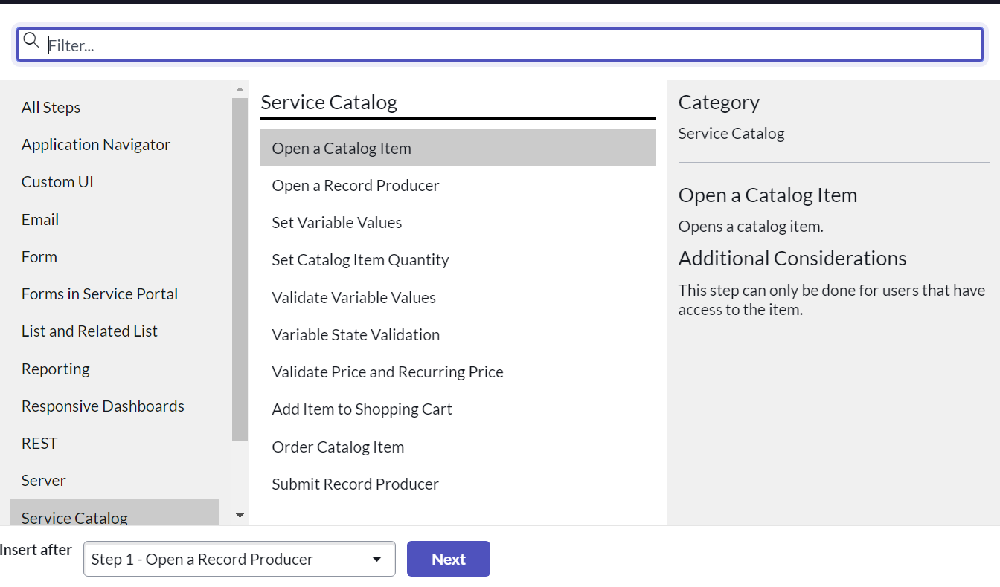 Filter...
All Steps
Application Navigator
Custom UI
Email
Form
Forms in Service Portal
List and Related List
Reporting
Responsive Dashboards
REST
Server
Service Catalog
Service Catalog
Open a Catalog Item
Open a Record Producer
Set Variable Values
Set Catalog Item Quantity
Validate Variable Values
Variable State Validation
Validate Price and Recurring Price
Add Item to Shopping Cart
Order Catalog Item
Submit Record Producer
Category
Service Catalog
Open a Catalog Item
Opens a catalog item.
Additional Considerations
This step can only be done for users that have
access to the item.
Insert after
Step 1 - Open a Record Producer
Next